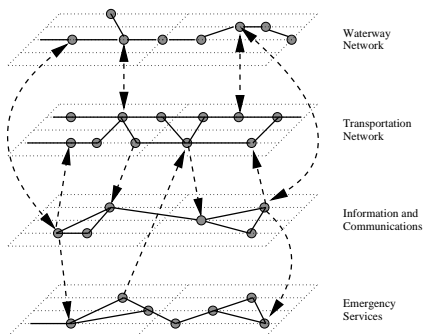 Waterway
Network
Transportation
Network
Information and
Communications
Emergency
Services